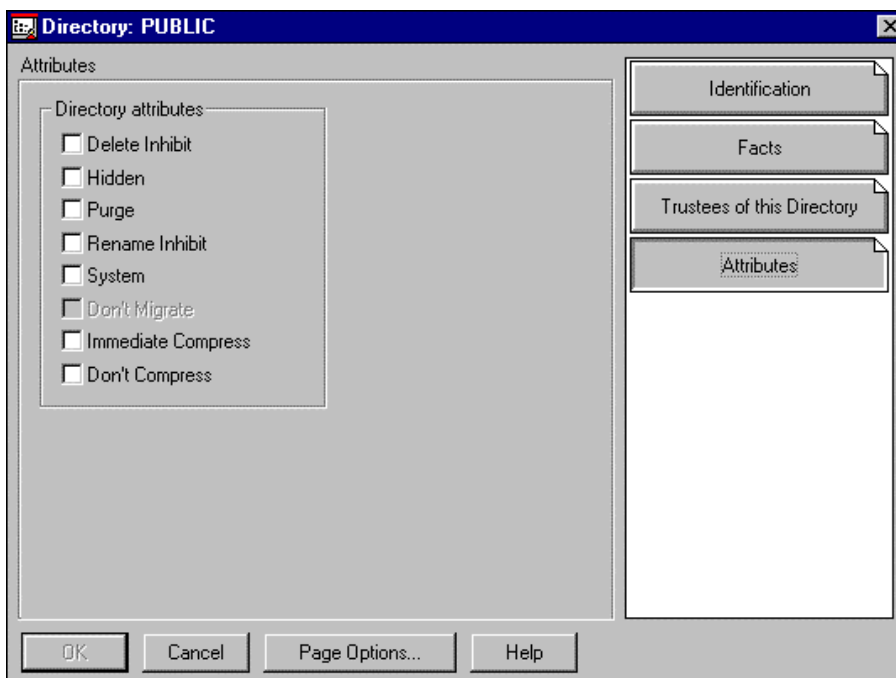 Directory: PUBLIC
Attributes
Directory attributes
Delete Inhibit
Hidden
Purge
Rename Inhibit
System
Don't Migrate
Immediate Compress
Don't Compress
Identification
Facts
Trustees of this Directory
Attributes
OK
Cancel
Page Options...
Help